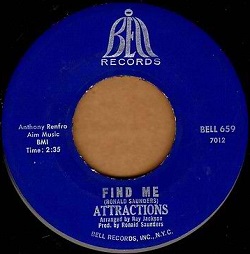 BELL
RECORDS
Anthony Renfro
Aim Music
BMI
Time: 2:35
BELL 659
7012
FIND ME
(RONALD SAUNDERS)
ATTRACTIONS
Arranged by Ray Jackson
Prod. by Ronald Saunders
BELL RECORDS, INC., N.Y.C.